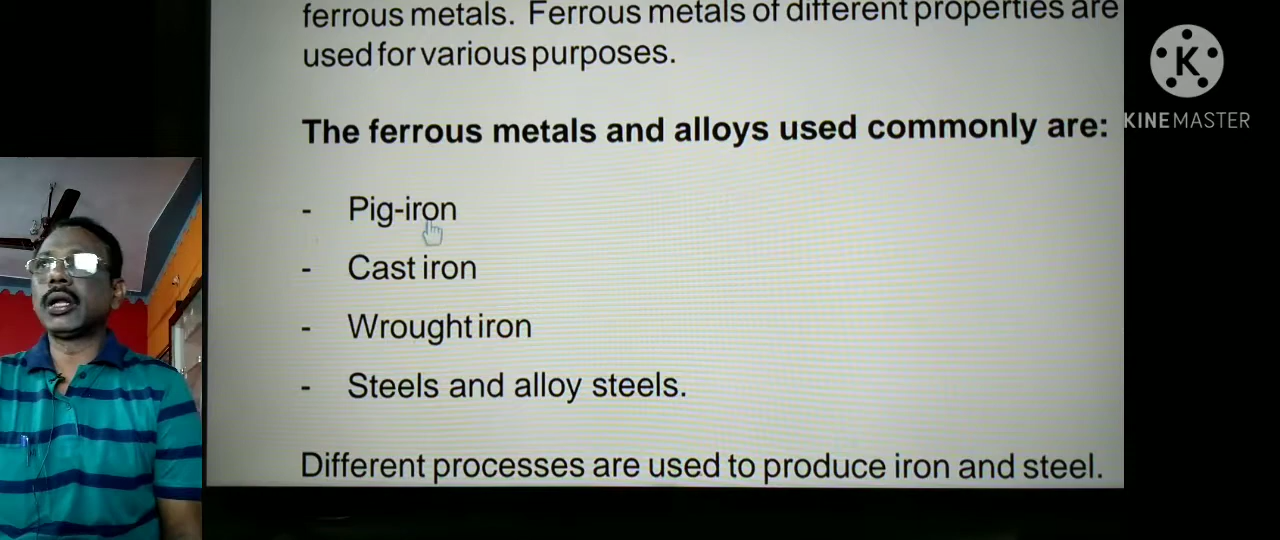 ferrous metals. Ferrous metals of different properties are
used for various purposes.
The ferrous metals and alloys used commonly are:
- Pig-iron
- Cast iron
- Wrought iron
- Steels and alloy steels.
Different processes are used to produce iron and steel.
K
KINEMASTER